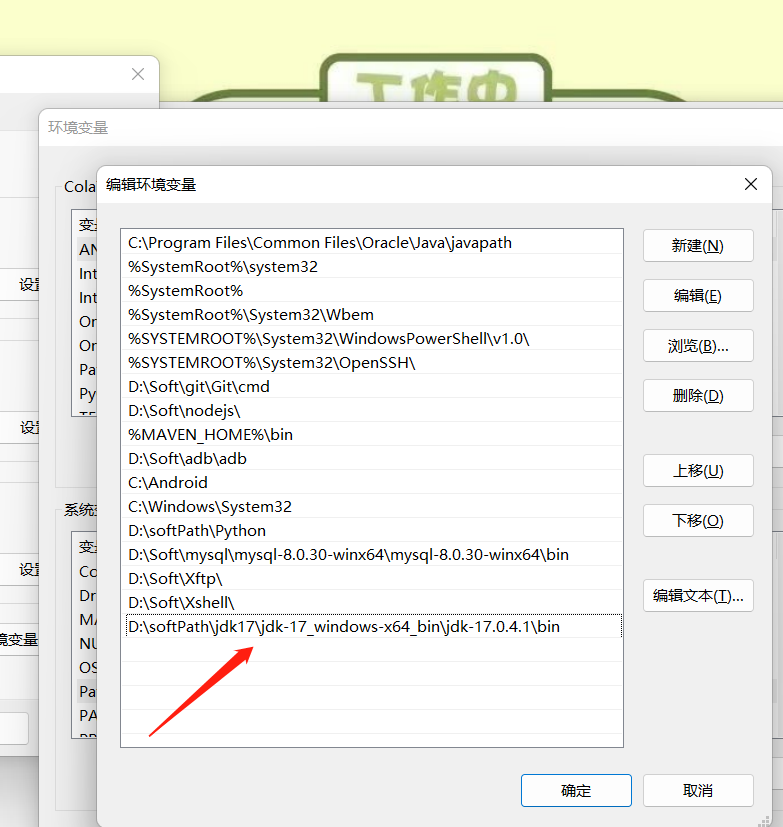 工作中
环境变量
编辑环境变量
Cola
变
AN
Int
Int
Or
Or
Pa
Py
设置
设置
设置
环境变量
系统变
变
Co
Dr
MA
NU
OS
Pa
PA
C:\Program Files\Common Files\Oracle\Java\javapath
%SystemRoot%\system32
%SystemRoot%
%SystemRoot%\System32\Wbem
%SYSTEMROOT%\System32\WindowsPowerShell\v1.0\
%SYSTEMROOT%\System32\OpenSSH\
D:\Soft\git\Git\cmd
D:\Soft\nodejs\
%MAVEN_HOME%\bin
D:\Soft\adb\adb
C:\Android
C:\Windows\System32
D:\softPath\Python
D:\Soft\mysql\mysql-8.0.30-winx64\mysql-8.0.30-winx64\bin
D:\Soft\Xftp\
D:\Soft\Xshell\
D:\softPath\jdk17\jdk-17_windows-x64_bin\jdk-17.0.4.1\bin
新建(N)
编辑(E)
浏览(B)...
删除(D)
上移(U)
下移(O)
编辑文本(T)...
确定
取消